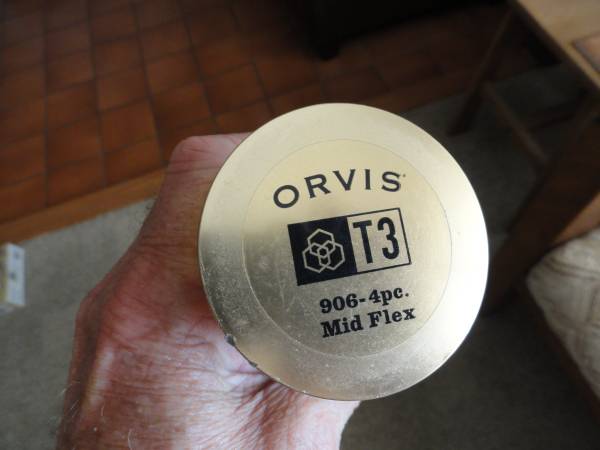 ORVIS
T3
906-4pc.
Mid Flex